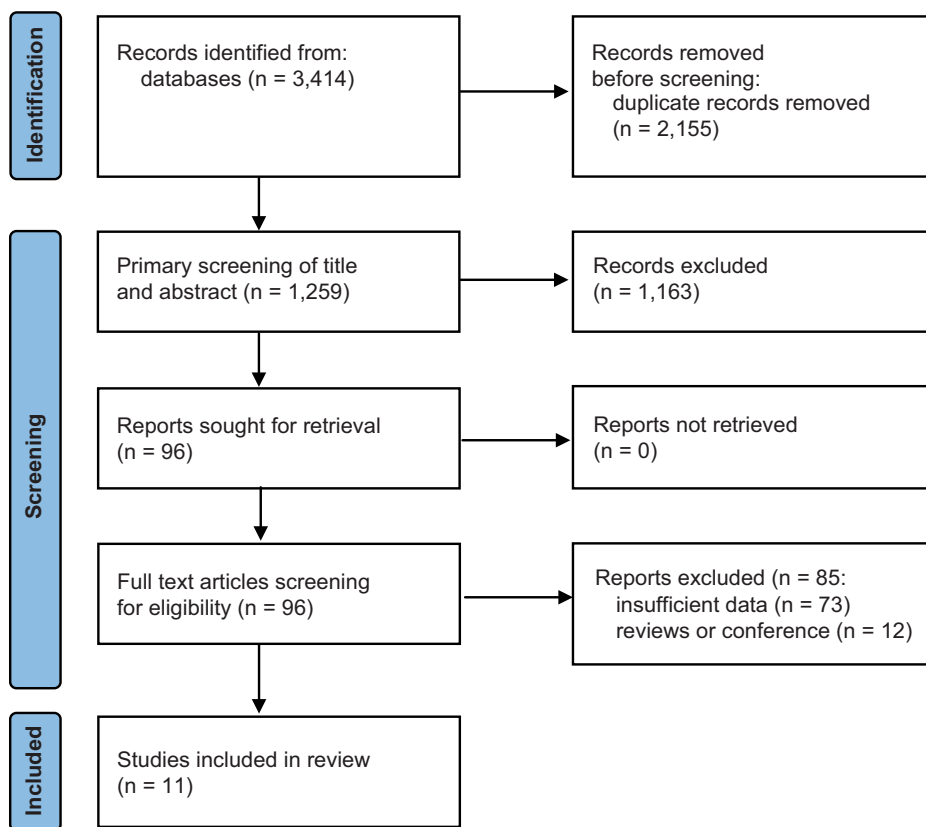 Identification
Records identified from:
databases (n = 3,414)
Records removed
before screening:
duplicate records removed
(n = 2,155)
Screening
Primary screening of title
and abstract (n = 1,259)
Records excluded
(n = 1,163)
Reports sought for retrieval
(n = 96)
Reports not retrieved
(n = 0)
Full text articles screening
for eligibility (n = 96)
Reports excluded (n = 85:
insufficient data (n = 73)
reviews or conference (n = 12)
Included
Studies included in review
(n = 11)